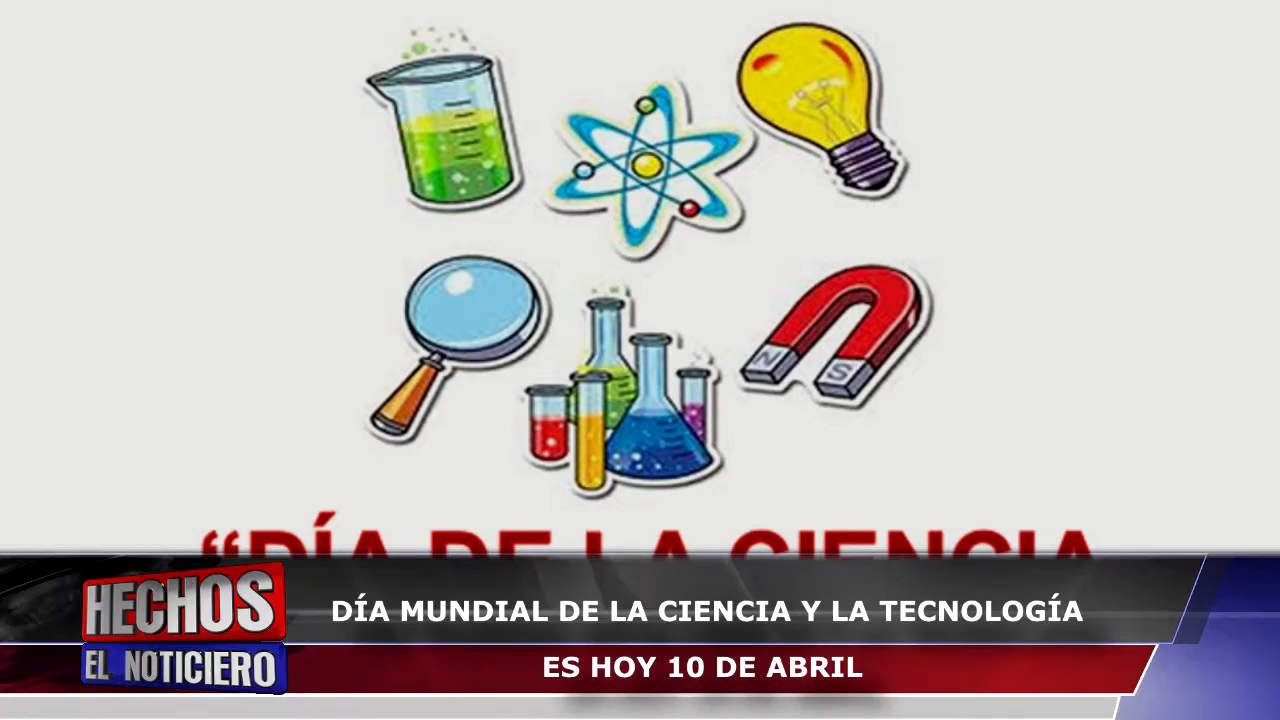 N
S
“DÍA DE LA CIENCIA
HECHOS
EL NOTICIERO
DÍA MUNDIAL DE LA CIENCIA Y LA TECNOLOGÍA
ES HOY 10 DE ABRIL